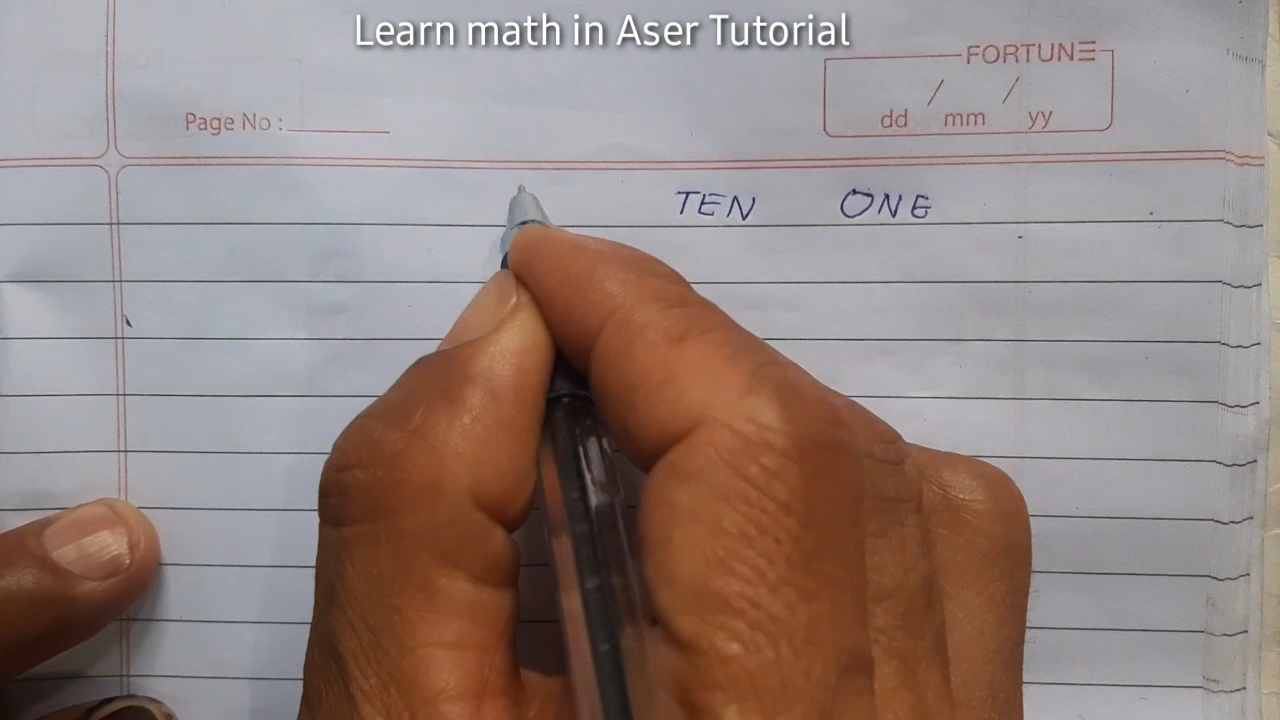 Learn math in Aser Tutorial
FORTUNE
Page No : / /
dd mm yy
TEN ONE